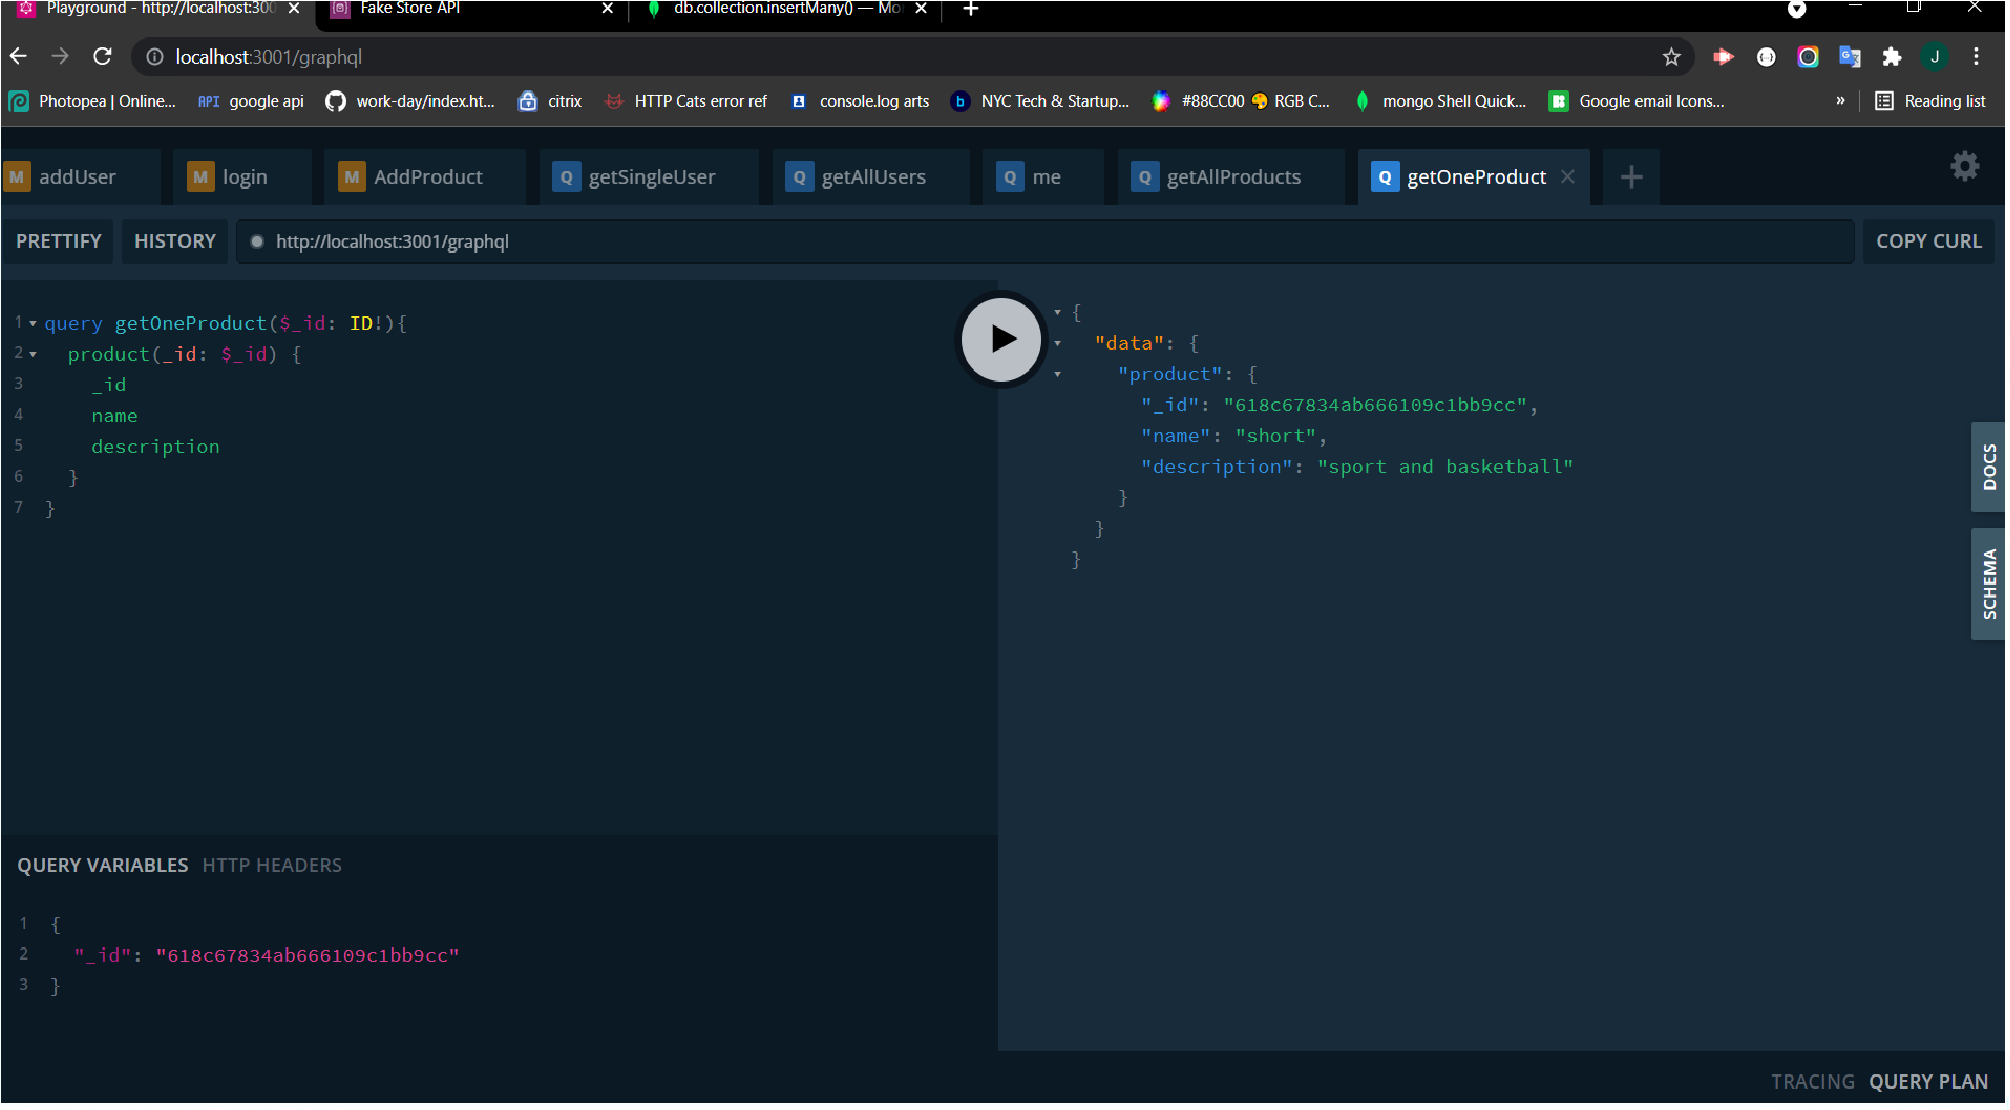 Playground - http://localhost:300
Fake Store API
db.collection.insertMany() — Mo
localhost:3001/graphql
J
Photopea | Online...
API google api
work-day/index.ht...
citrix
HTTP Cats error ref
console.log arts
b NYC Tech & Startup...
#88CC00 RGB C...
mongo Shell Quick...
Google email Icons...
»
Reading list
M addUser
M login
M AddProduct
Q getSingleUser
Q getAllUsers
Q me
Q getAllProducts
Q getOneProduct
PRETTIFY
HISTORY
http://localhost:3001/graphql
COPY CURL
1 query getOneProduct($_id: ID!){
2 product(_id: $_id) {
3 _id
4 name
5 description
6 }
7 }
{
"data": {
"product": {
"_id": "618c67834ab666109c1bb9cc",
"name": "short",
"description": "sport and basketball"
}
}
}
DOCS
SCHEMA
QUERY VARIABLES HTTP HEADERS
1 {
2 "_id": "618c67834ab666109c1bb9cc"
3 }
TRACING QUERY PLAN